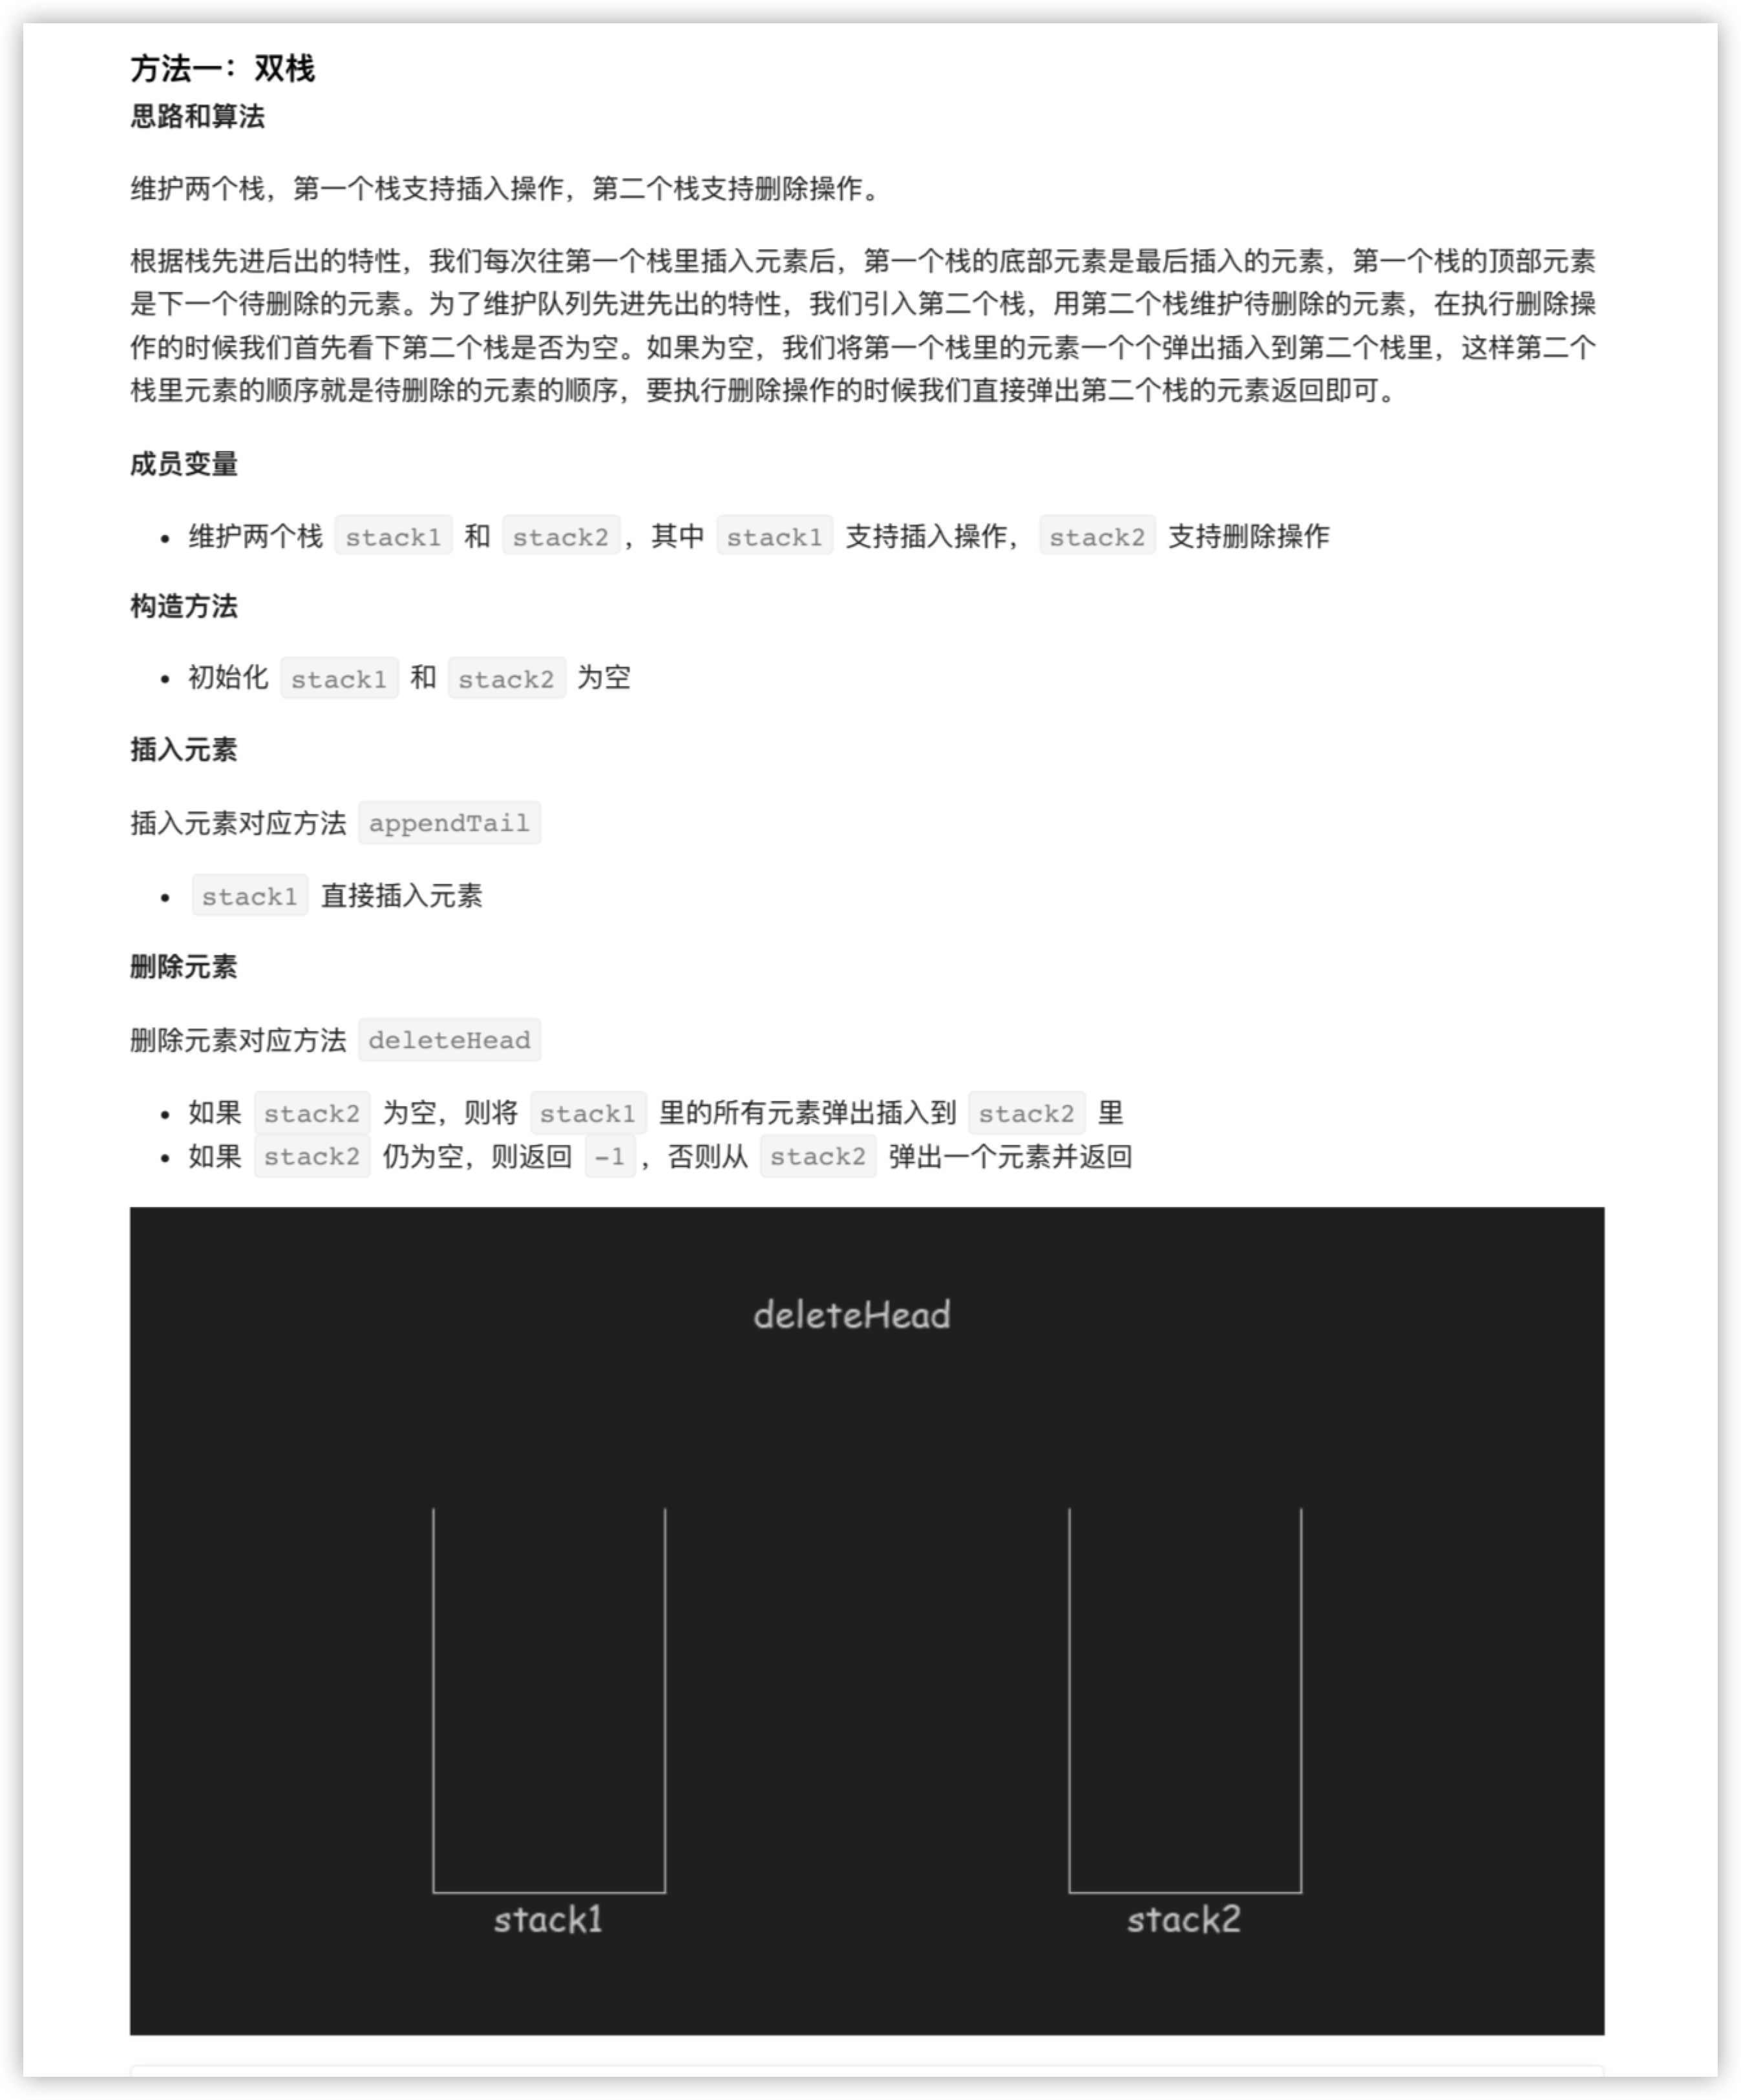 方法一：双栈
思路和算法
维护两个栈，第一个栈支持插入操作，第二个栈支持删除操作。
根据栈先进后出的特性，我们每次往第一个栈里插入元素后，第一个栈的底部元素是最后插入的元素，第一个栈的顶部元素
是下一个待删除的元素。为了维护队列先进先出的特性，我们引入第二个栈，用第二个栈维护待删除的元素，在执行删除操
作的时候我们首先看下第二个栈是否为空。如果为空，我们将第一个栈里的元素一个个弹出插入到第二个栈里，这样第二个
栈里元素的顺序就是待删除的元素的顺序，要执行删除操作的时候我们直接弹出第二个栈的元素返回即可。
成员变量
• 维护两个栈 stack1 和 stack2，其中 stack1 支持插入操作， stack2 支持删除操作
构造方法
• 初始化 stack1 和 stack2 为空
插入元素
插入元素对应方法 appendTail
• stack1 直接插入元素
删除元素
删除元素对应方法 deleteHead
• 如果 stack2 为空，则将 stack1 里的所有元素弹出插入到 stack2 里
• 如果 stack2 仍为空，则返回 -1，否则从 stack2 弹出一个元素并返回
deleteHead
stack1 stack2